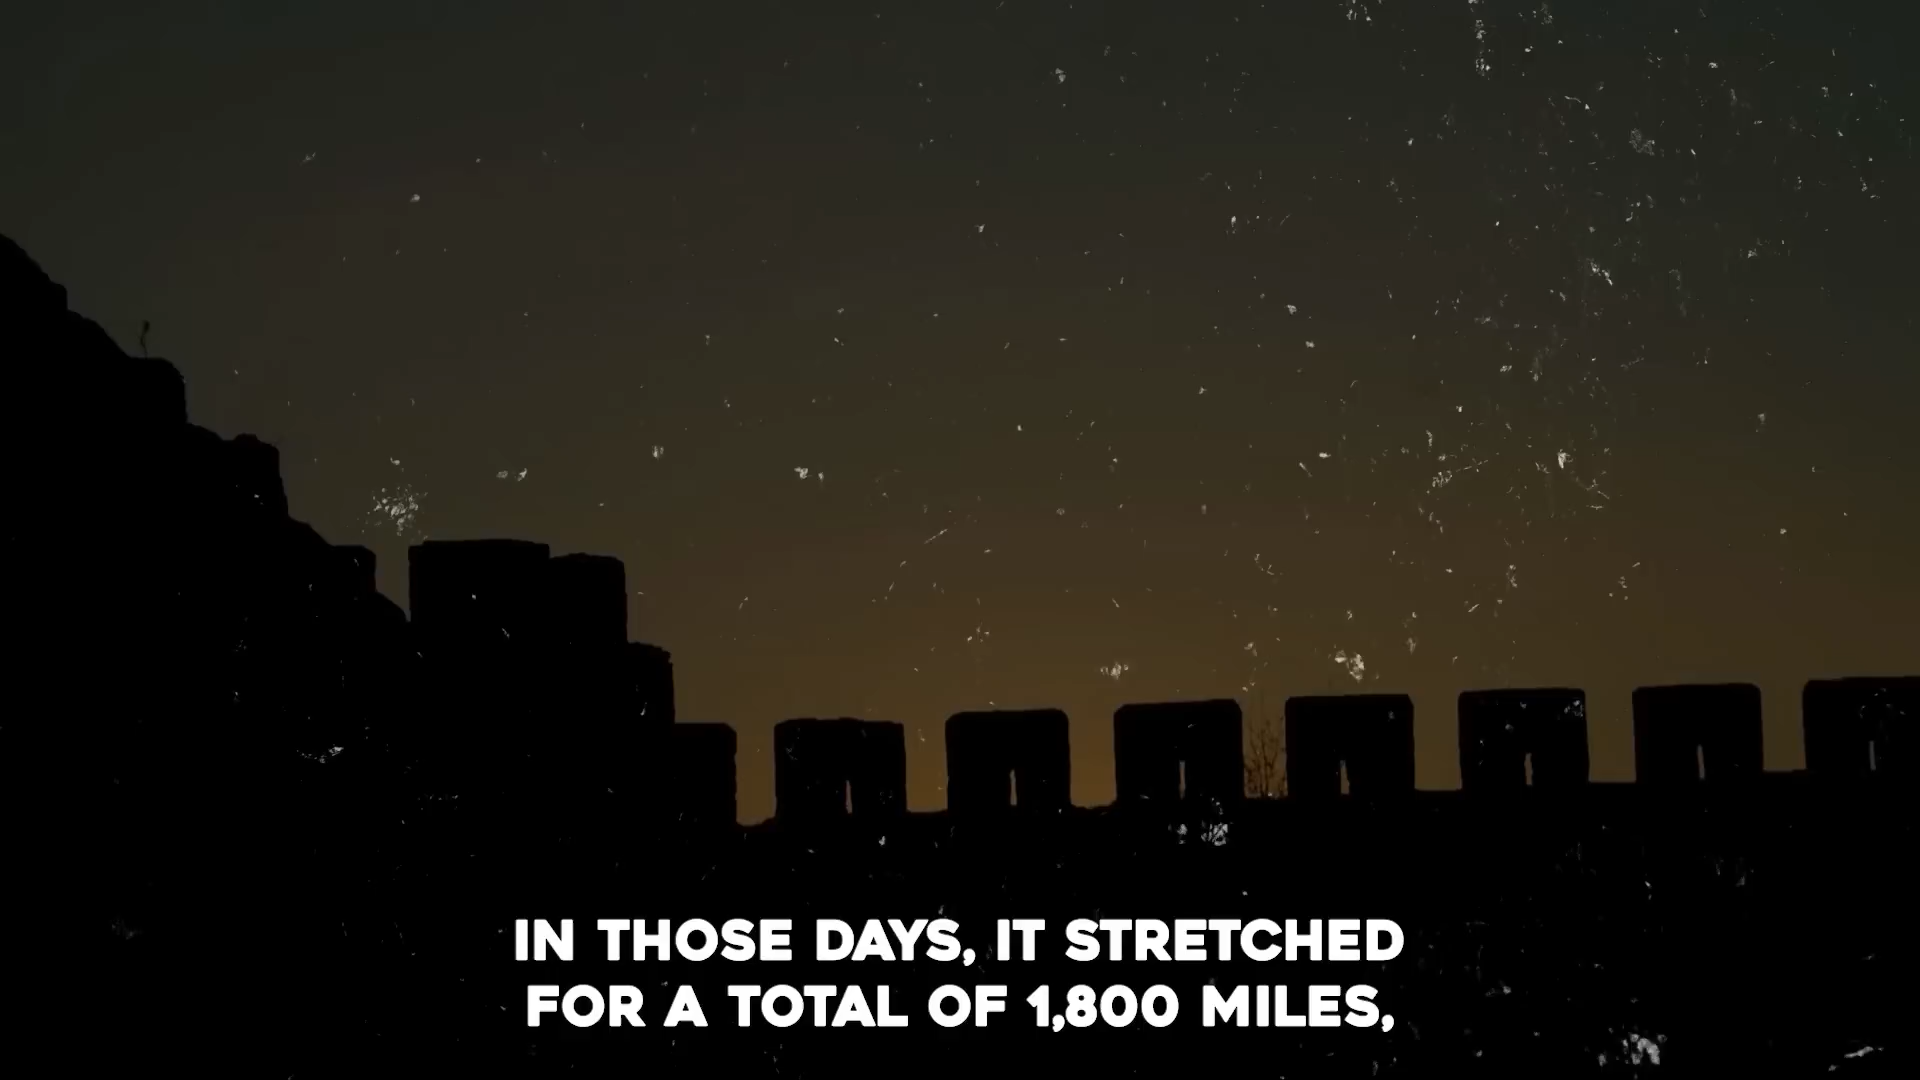 IN THOSE DAYS, IT STRETCHED
FOR A TOTAL OF 1,800 MILES,